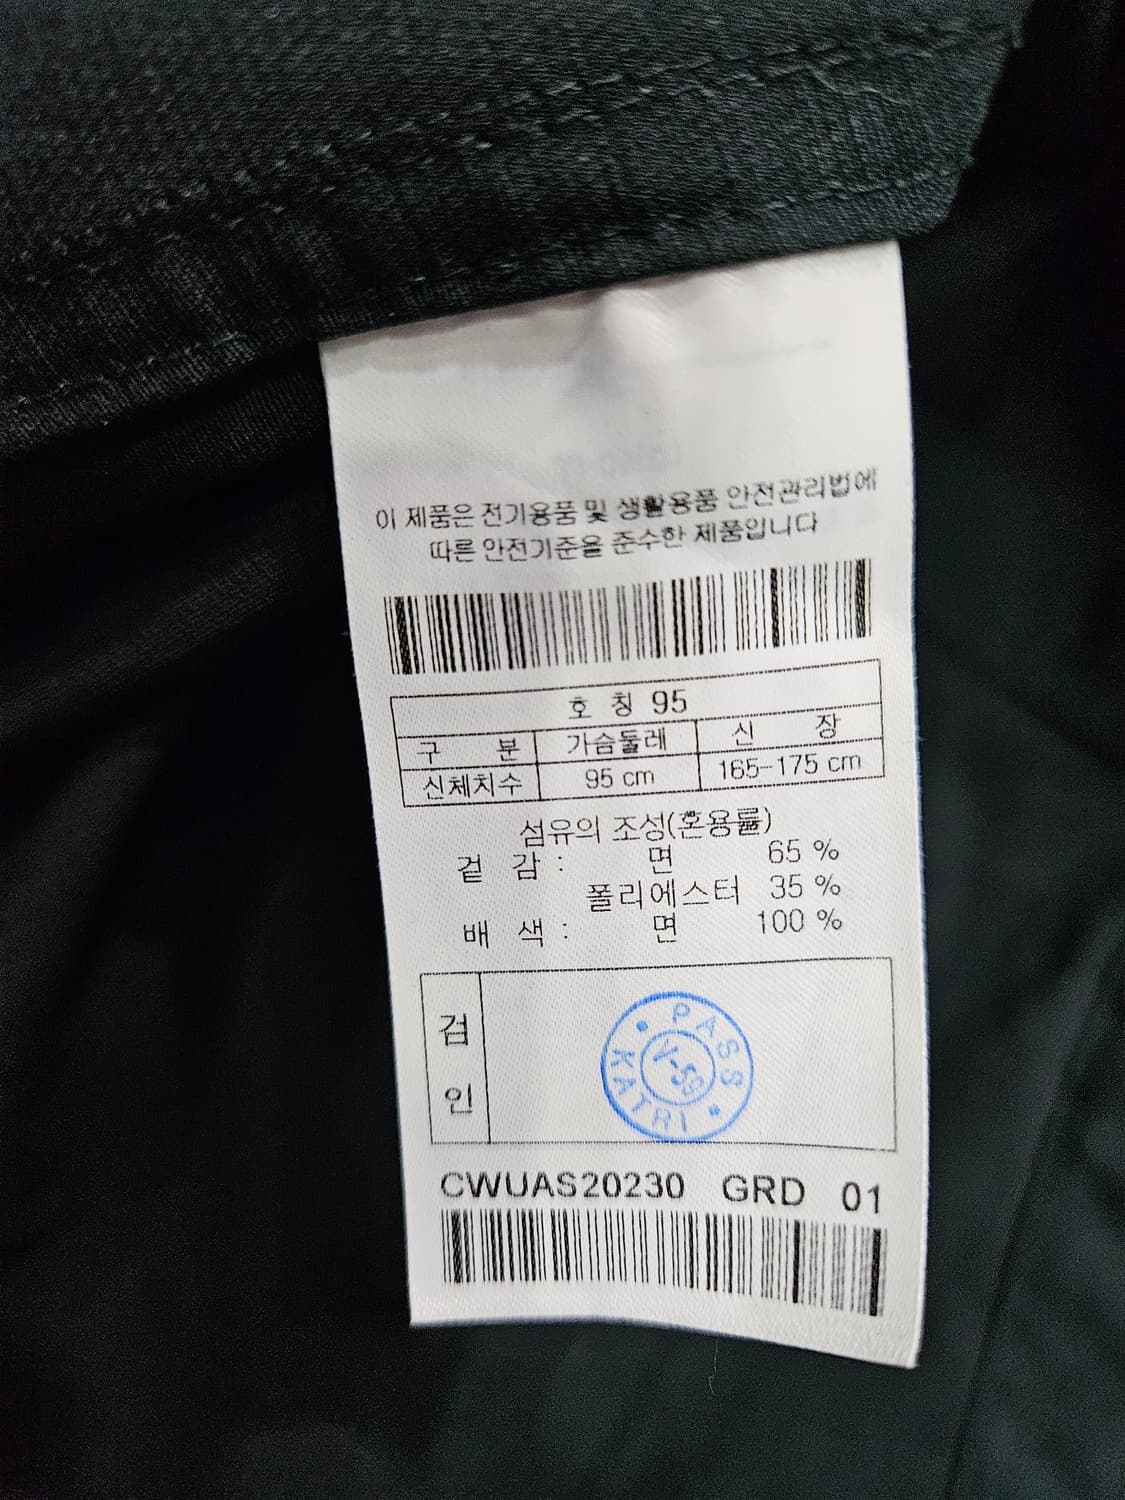 이 제품은 전기용품 및 생활용품 안전관리법에
따른 안전기준을 준수한 제품입니다
호 칭 95
구 분 가슴둘레 신 장
신체치수 95 cm 165-175 cm
섬유의 조성(혼용률)
겉 감 : 면 65 %
폴리에스터 35 %
배 색 : 면 100 %
검
인
PASS
V-59
KATRI
CWUAS20230 GRD 01